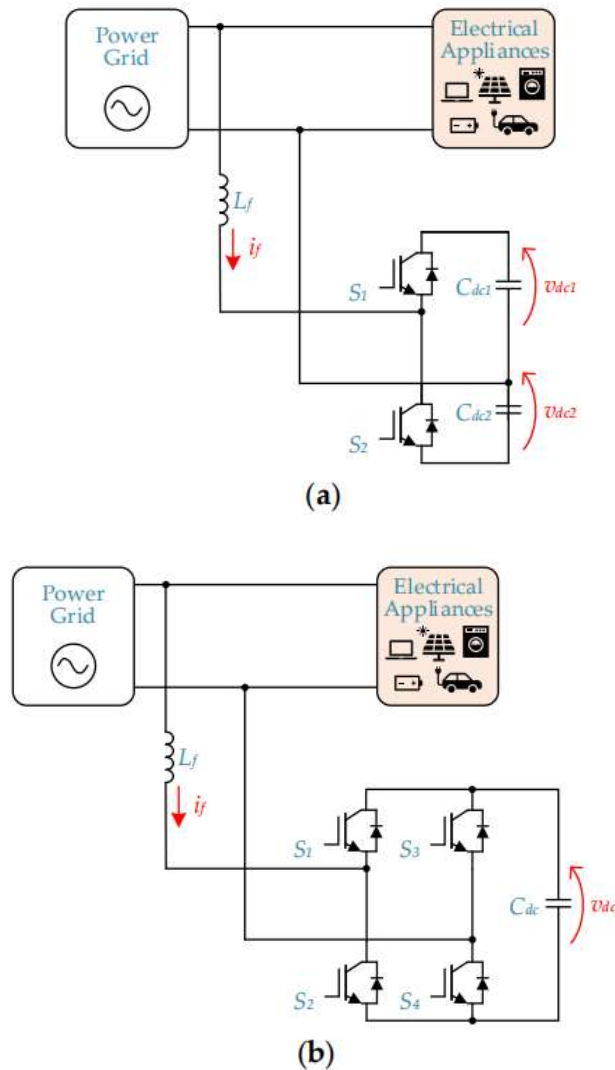 Power
Grid
Electrical
Appliances
Lf
if
S1
Cdc1
vdc1
S2
Cdc2
vdc2
(a)
Power
Grid
Electrical
Appliances
Lf
if
S1
S3
Cdc
vdc
S2
S4
(b)